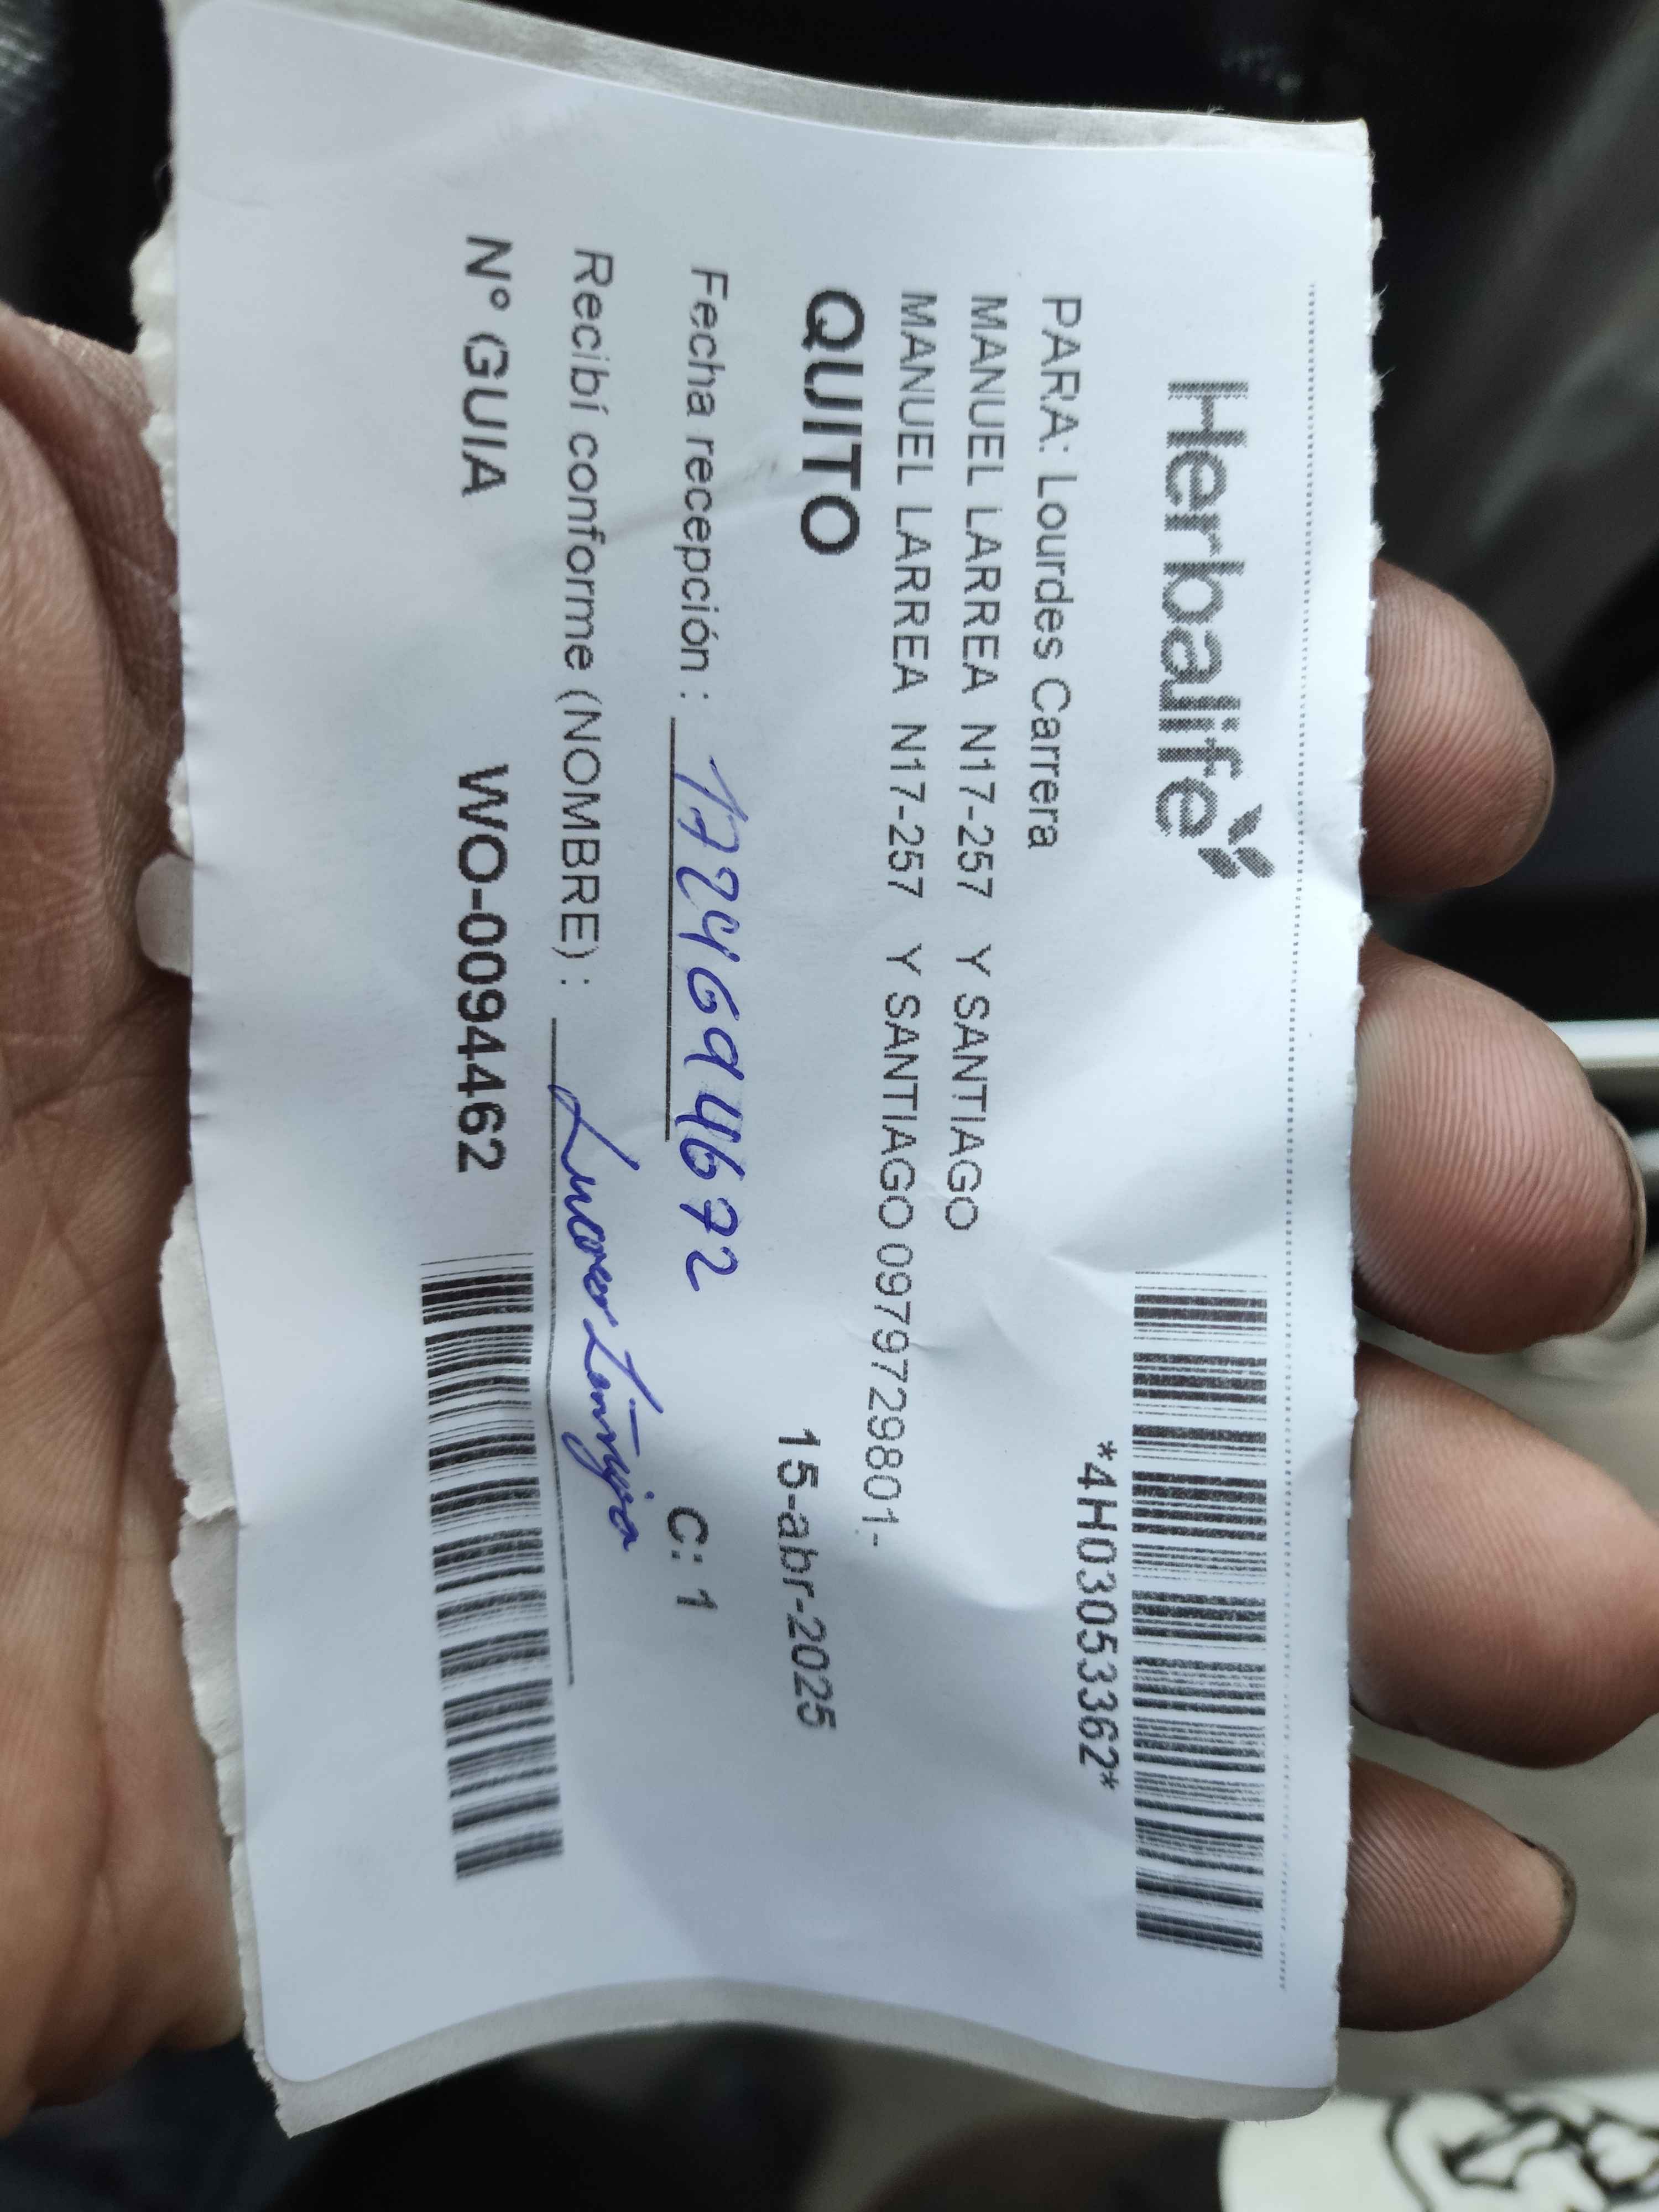 Herbalife
*4H03053362*
PARA: Lourdes Carrera
MANUEL LARREA N17-257 Y SANTIAGO
MANUEL LARREA N17-257 Y SANTIAGO 0979729801-
QUITO 15-abr-2025
Fecha recepción : 1724694672 C: 1
Recibí conforme (NOMBRE) :
N° GUIA WO-0094462